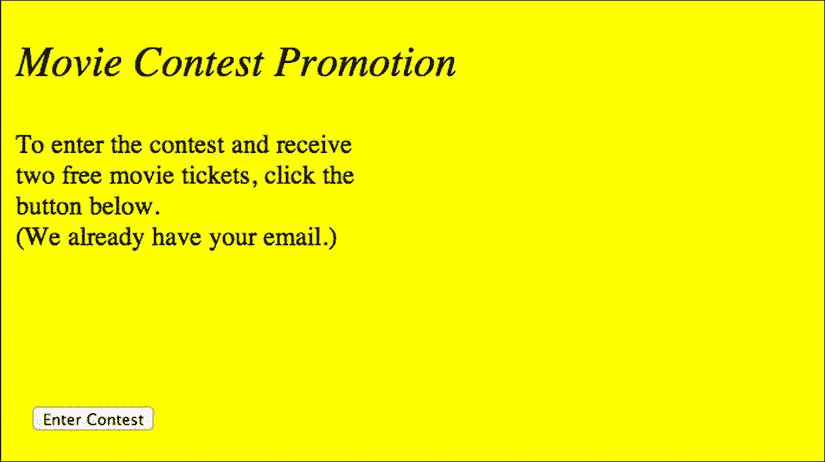 Movie Contest Promotion
To enter the contest and receive
two free movie tickets, click the
button below.
(We already have your email.)
Enter Contest